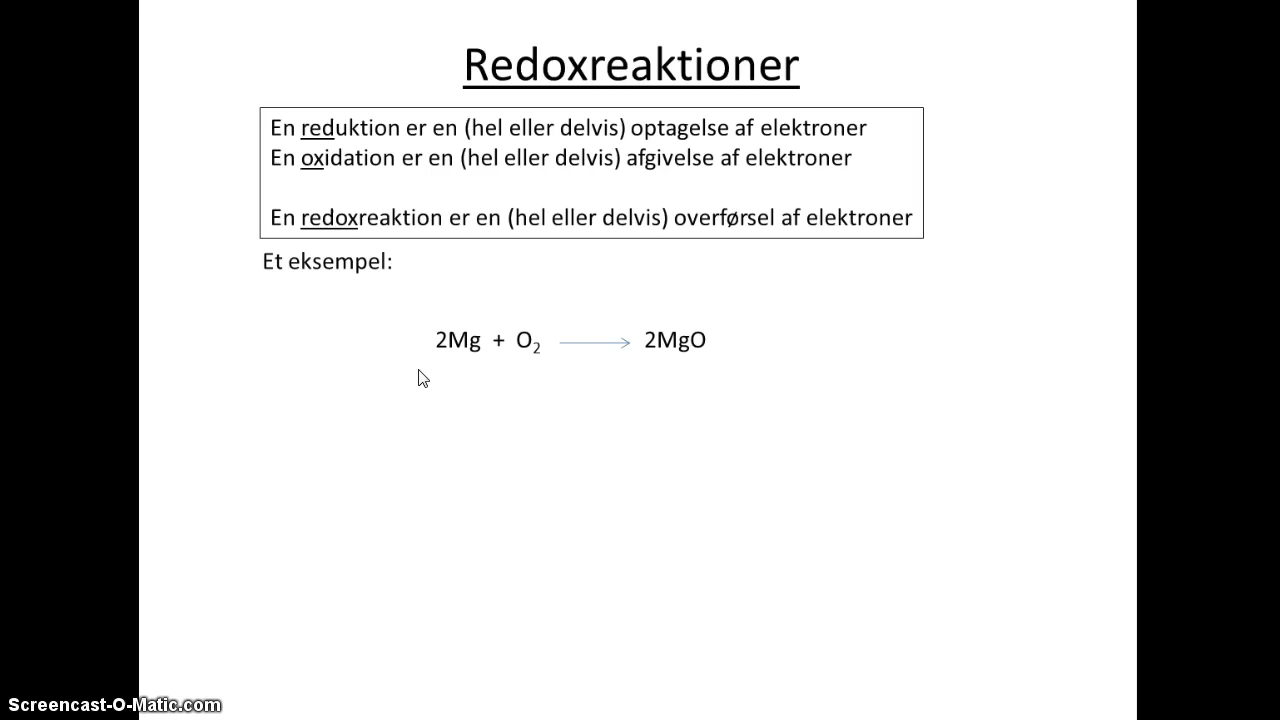 Redoxreaktioner
En reduktion er en (hel eller delvis) optagelse af elektroner
En oxidation er en (hel eller delvis) afgivelse af elektroner
En redoxreaktion er en (hel eller delvis) overførsel af elektroner
Et eksempel:
2Mg + O₂ → 2MgO
Screencast-O-Matic.com